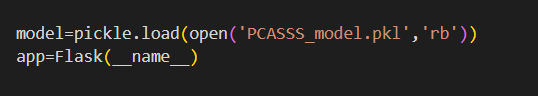 model=pickle.load(open('PCASSS_model.pkl','rb'))
app=Flask(__name__)